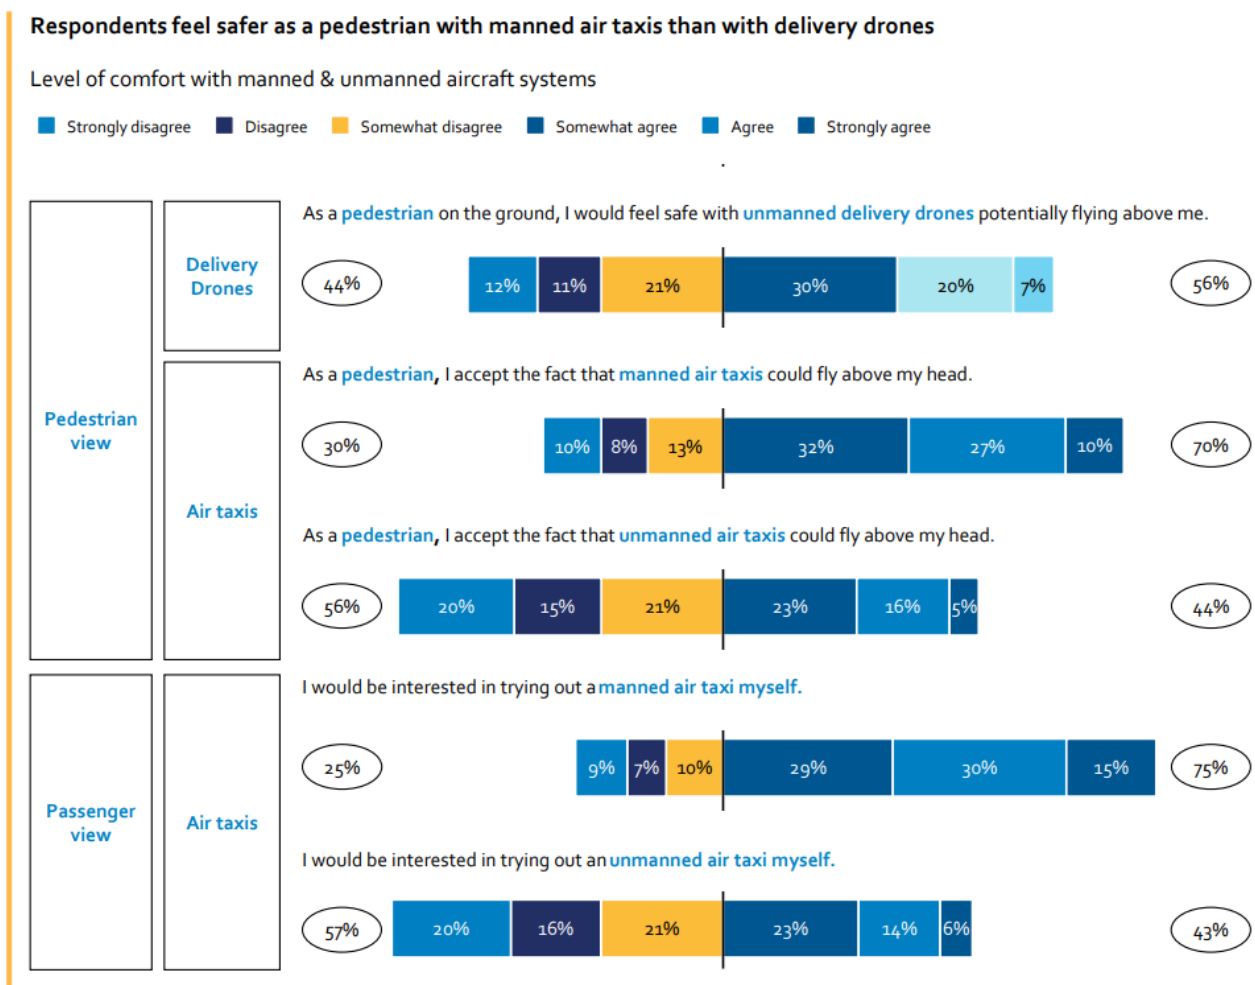 Respondents feel safer as a pedestrian with manned air taxis than with delivery drones
Level of comfort with manned & unmanned aircraft systems
Strongly disagree Disagree Somewhat disagree Somewhat agree Agree Strongly agree
As a pedestrian on the ground, I would feel safe with unmanned delivery drones potentially flying above me.
Delivery
Drones
44% 12% 11% 21% 30% 20% 7% 56%
As a pedestrian, I accept the fact that manned air taxis could fly above my head.
Pedestrian
view
30% 10% 8% 13% 32% 27% 10% 70%
Air taxis
As a pedestrian, I accept the fact that unmanned air taxis could fly above my head.
56% 20% 15% 21% 23% 16% 5% 44%
I would be interested in trying out a manned air taxi myself.
25% 9% 7% 10% 29% 30% 15% 75%
Passenger
view
Air taxis
I would be interested in trying out an unmanned air taxi myself.
57% 20% 16% 21% 23% 14% 6% 43%